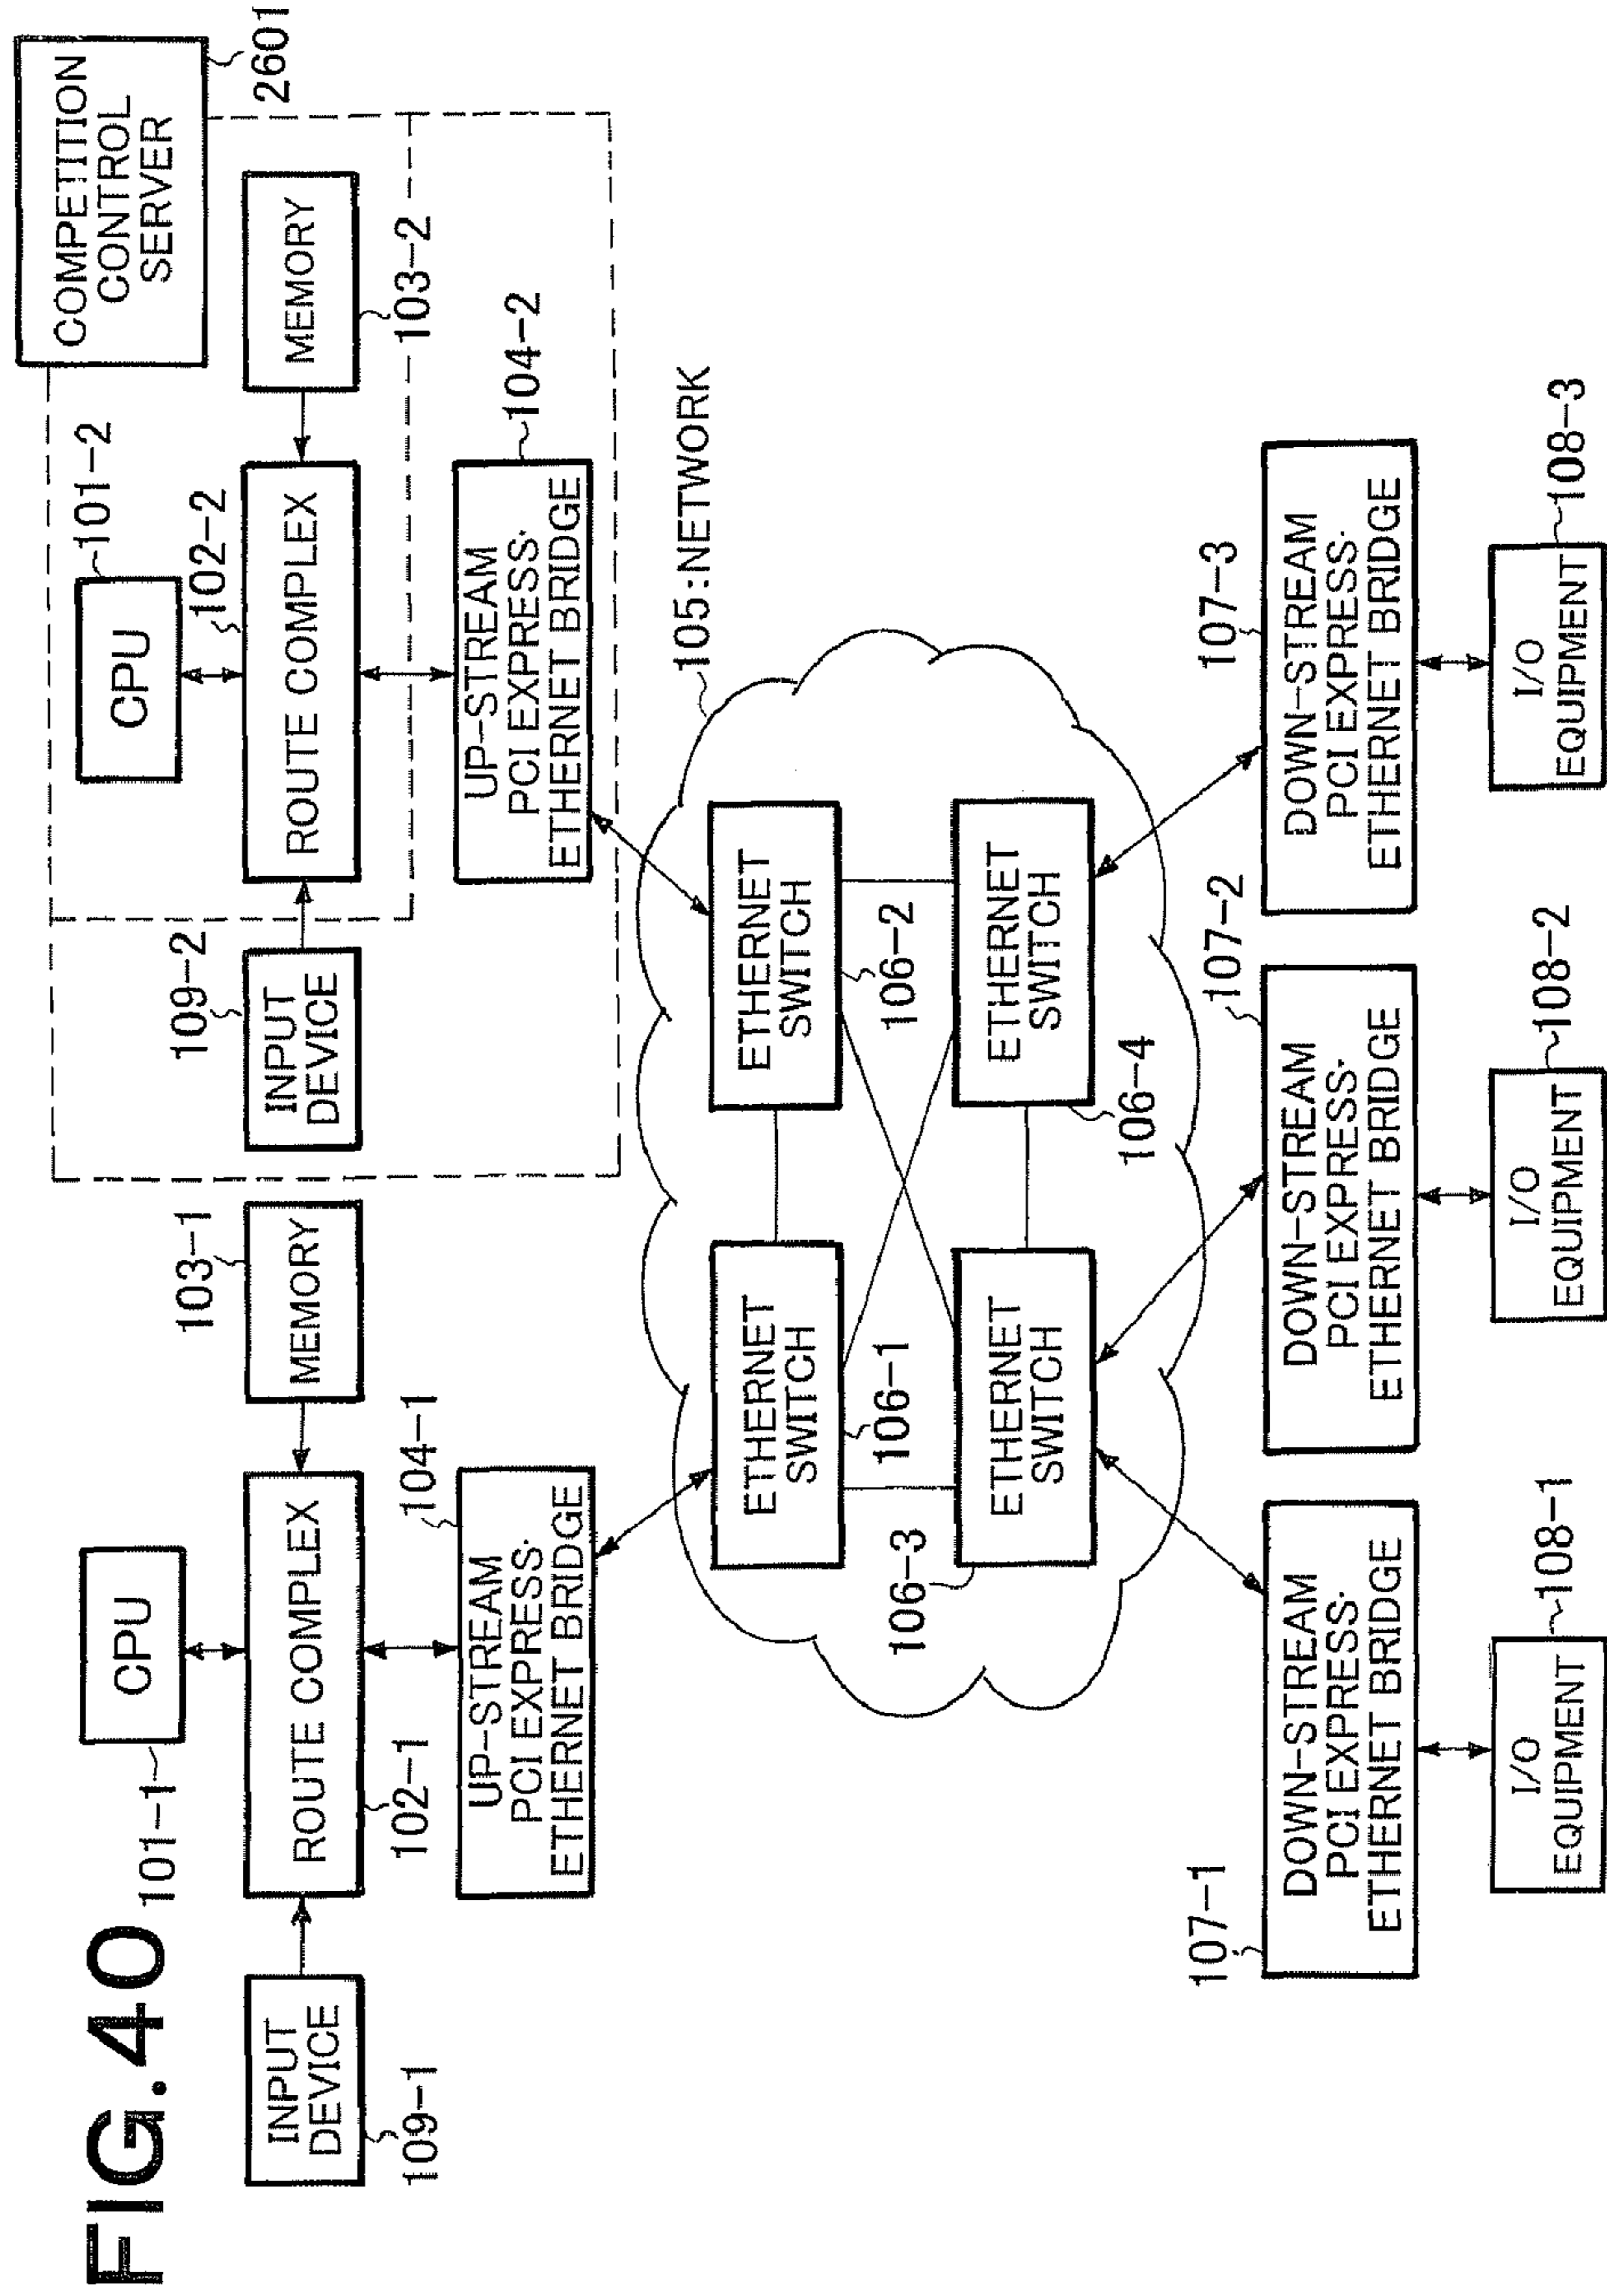 FIG.40
COMPETITION
CONTROL
SERVER
2601
101-1
CPU
101-2
CPU
109-1
INPUT
DEVICE
102-1
ROUTE COMPLEX
103-1
MEMORY
109-2
INPUT
DEVICE
102-2
ROUTE COMPLEX
103-2
MEMORY
104-1
UP-STREAM
PCI EXPRESS·
ETHERNET BRIDGE
104-2
UP-STREAM
PCI EXPRESS·
ETHERNET BRIDGE
105:NETWORK
ETHERNET
SWITCH
106-1
ETHERNET
SWITCH
106-2
106-3
ETHERNET
SWITCH
106-4
ETHERNET
SWITCH
107-1
DOWN-STREAM
PCI EXPRESS·
ETHERNET BRIDGE
107-2
DOWN-STREAM
PCI EXPRESS·
ETHERNET BRIDGE
107-3
DOWN-STREAM
PCI EXPRESS·
ETHERNET BRIDGE
I/O
EQUIPMENT
108-1
I/O
EQUIPMENT
108-2
I/O
EQUIPMENT
108-3